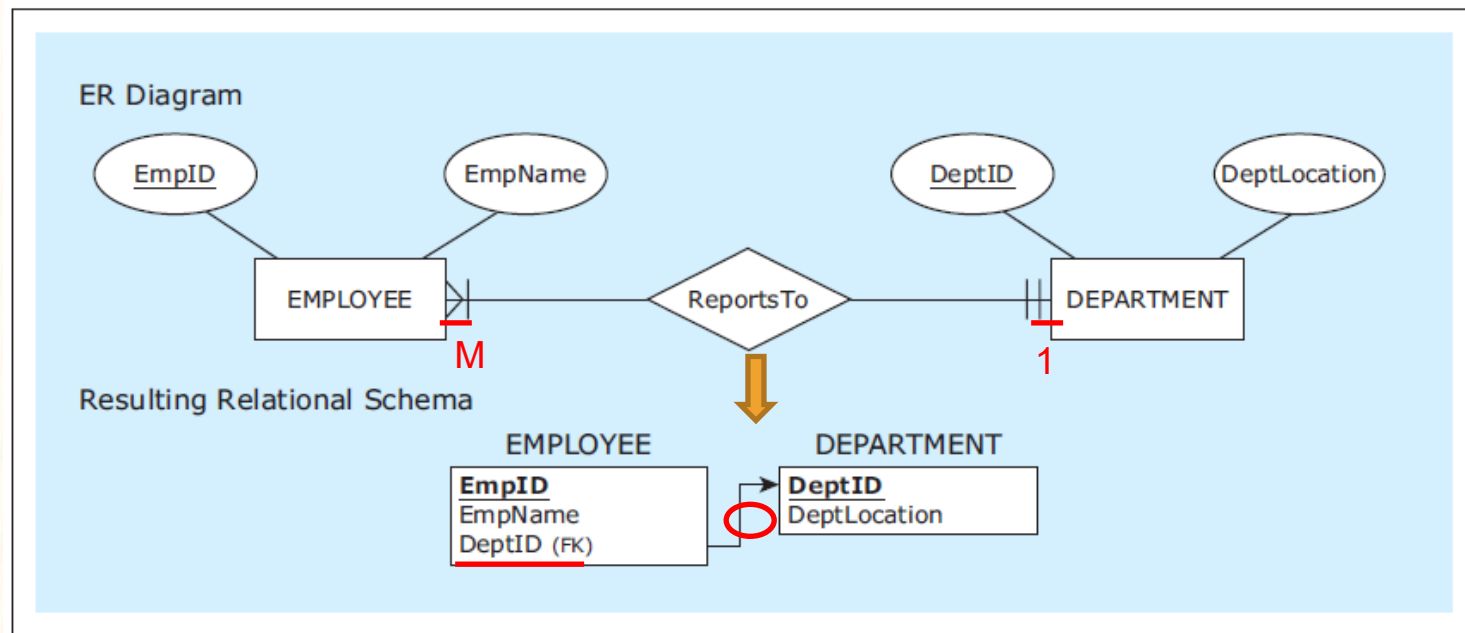 ER Diagram
EmpID
EmpName
DeptID
DeptLocation
EMPLOYEE
ReportsTo
DEPARTMENT
M
1
Resulting Relational Schema
EMPLOYEE
EmpID
EmpName
DeptID (FK)
DEPARTMENT
DeptID
DeptLocation